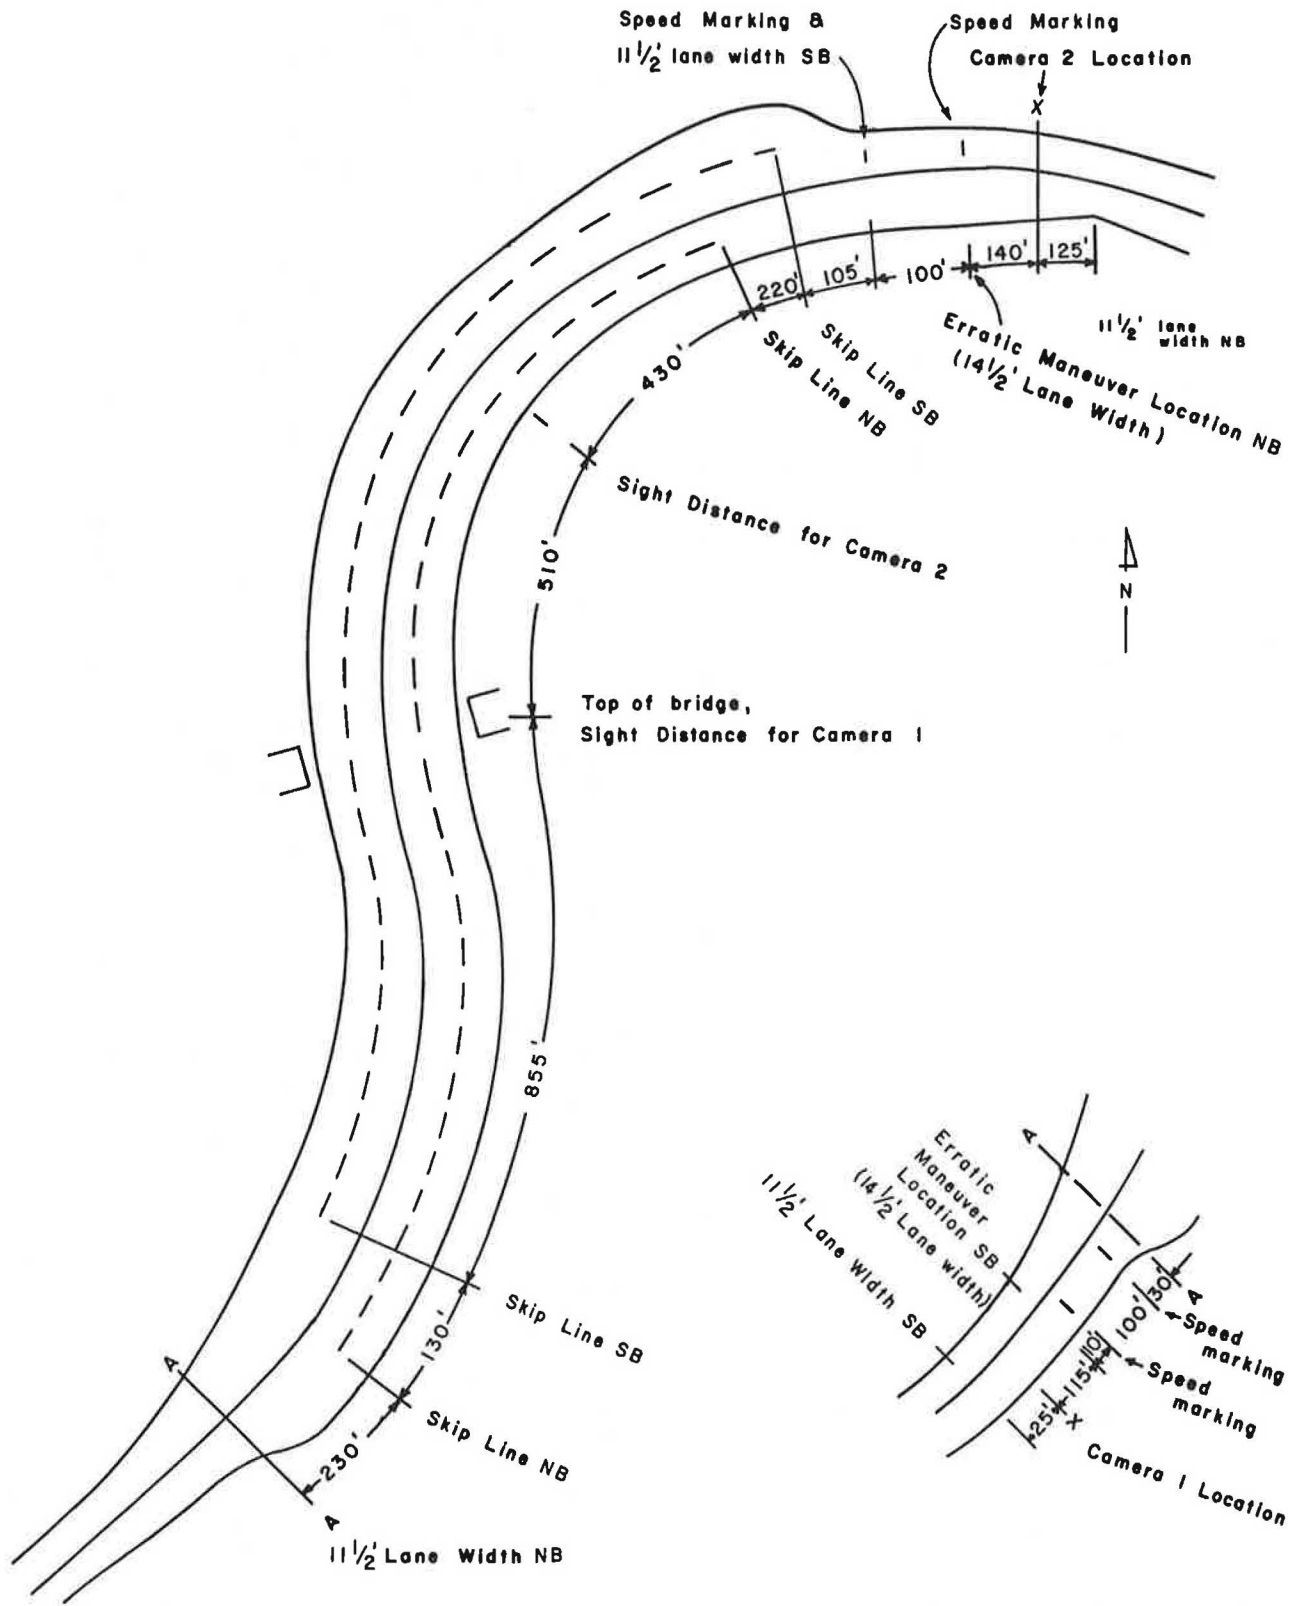 Speed Marking &
11 1/2' lane width SB
Speed Marking
Camera 2 Location
X
220'
105'
100'
140'
125'
11 1/2' lane
width NB
Erratic Maneuver Location NB
(14 1/2' Lane Width)
Skip Line SB
Skip Line NB
430'
Sight Distance for Camera 2
510'
N
Top of bridge,
Sight Distance for Camera 1
855'
Skip Line SB
130'
Skip Line NB
230'
A
A
11 1/2' Lane Width NB
A
Erratic
Maneuver
Location SB
(14 1/2' Lane width)
11 1/2' Lane Width SB
A
30'
100'
110'
115'
25'
X
Speed
marking
Speed
marking
Camera 1 Location